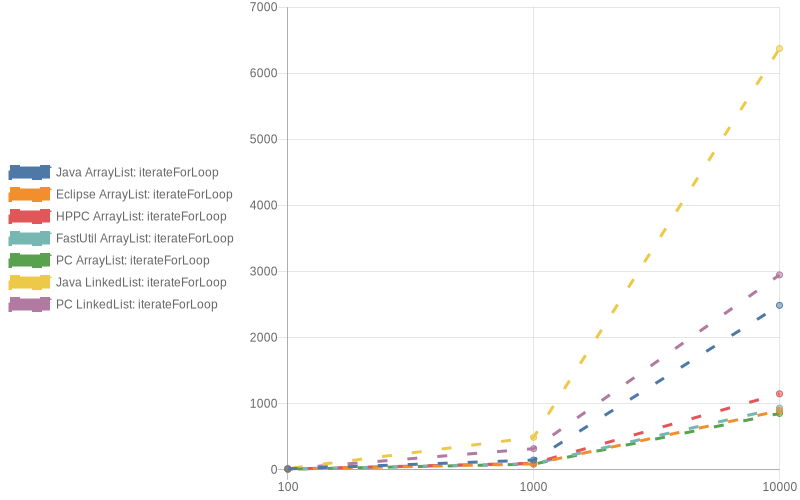 7000
6000
5000
4000
3000
2000
1000
0
Java ArrayList: iterateForLoop
Eclipse ArrayList: iterateForLoop
HPPC ArrayList: iterateForLoop
FastUtil ArrayList: iterateForLoop
PC ArrayList: iterateForLoop
Java LinkedList: iterateForLoop
PC LinkedList: iterateForLoop
100 1000 10000